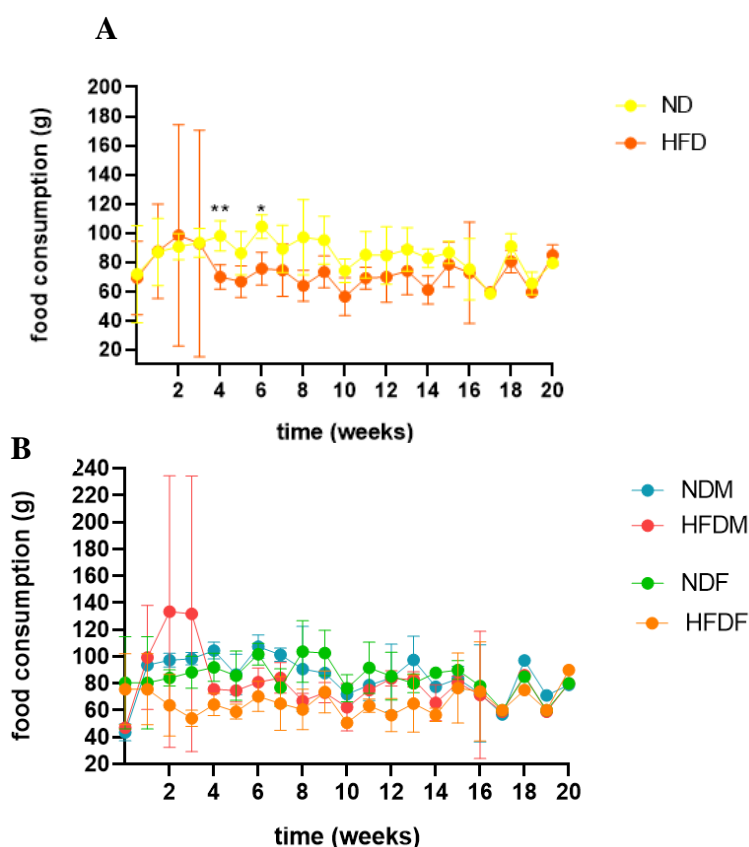 A
200
180
160
140
120
100
80
60
40
20
food consumption (g)
** *
2 4 6 8 10 12 14 16 18 20
time (weeks)
ND
HFD
B
240
220
200
180
160
140
120
100
80
60
40
20
food consumption (g)
2 4 6 8 10 12 14 16 18 20
time (weeks)
NDM
HFDM
NDF
HFDF